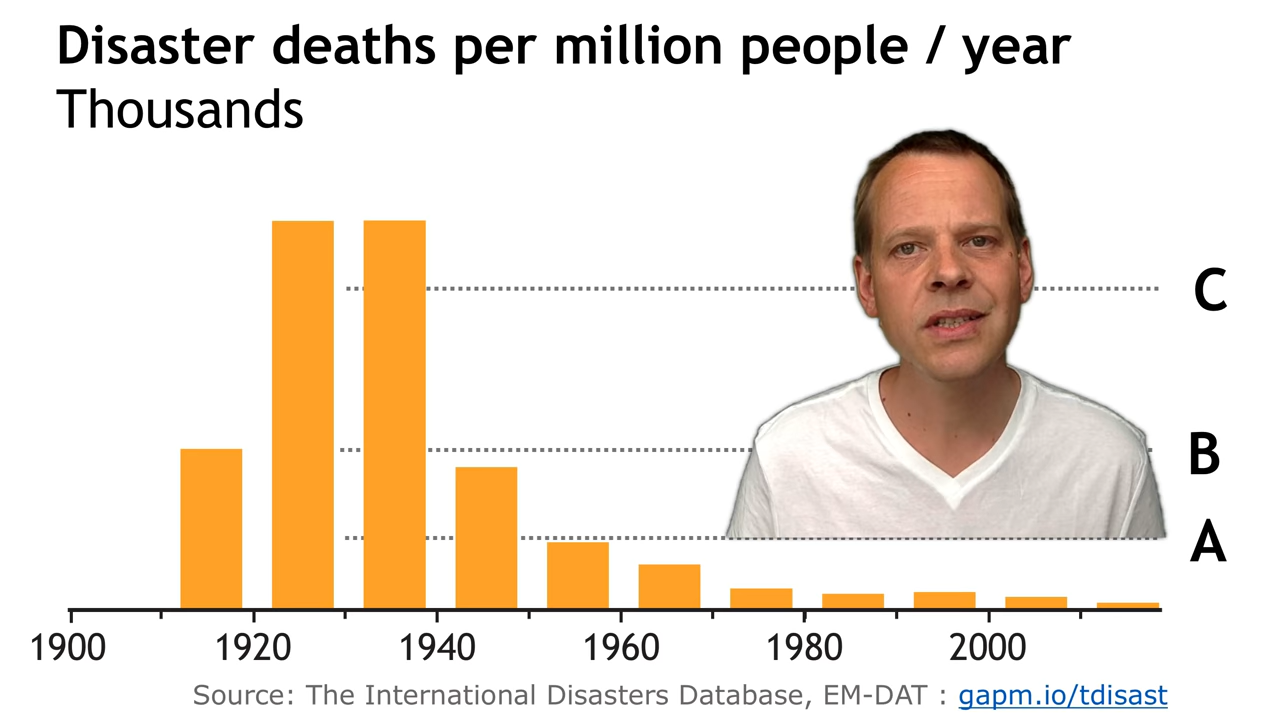 Disaster deaths per million people / year
Thousands
C
B
A
1900 1920 1940 1960 1980 2000
Source: The International Disasters Database, EM-DAT : gapm.io/tdisast